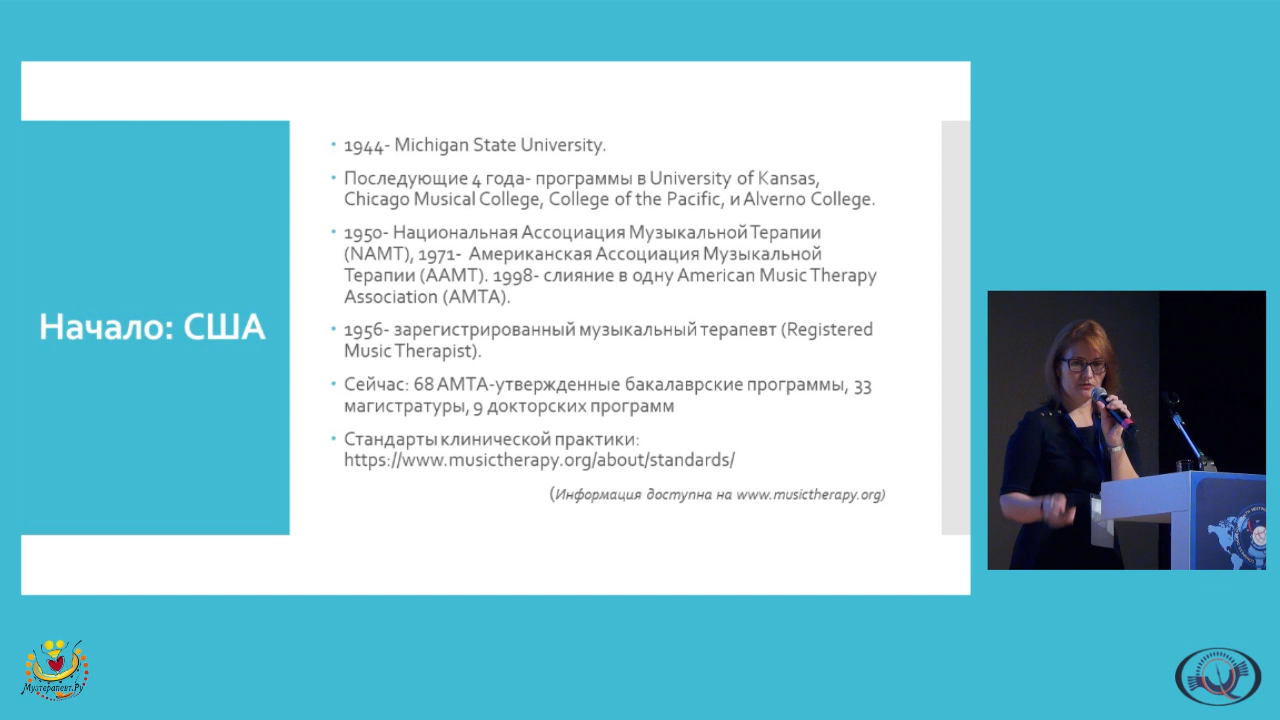 Начало: США
• 1944- Michigan State University.
• Последующие 4 года- программы в University of Kansas,
Chicago Musical College, College of the Pacific, и Alverno College.
• 1950- Национальная Ассоциация Музыкальной Терапии
(NAMT), 1971- Американская Ассоциация Музыкальной
Терапии (AAMT). 1998- слияние в одну American Music Therapy
Association (AMTA).
• 1956- зарегистрированный музыкальный терапевт (Registered
Music Therapist).
• Сейчас: 68 AMTA-утвержденные бакалаврские программы, 33
магистратуры, 9 докторских программ
• Стандарты клинической практики:
https://www.musictherapy.org/about/standards/
(Информация доступна на www.musictherapy.org)
Музтерапевт.Ру